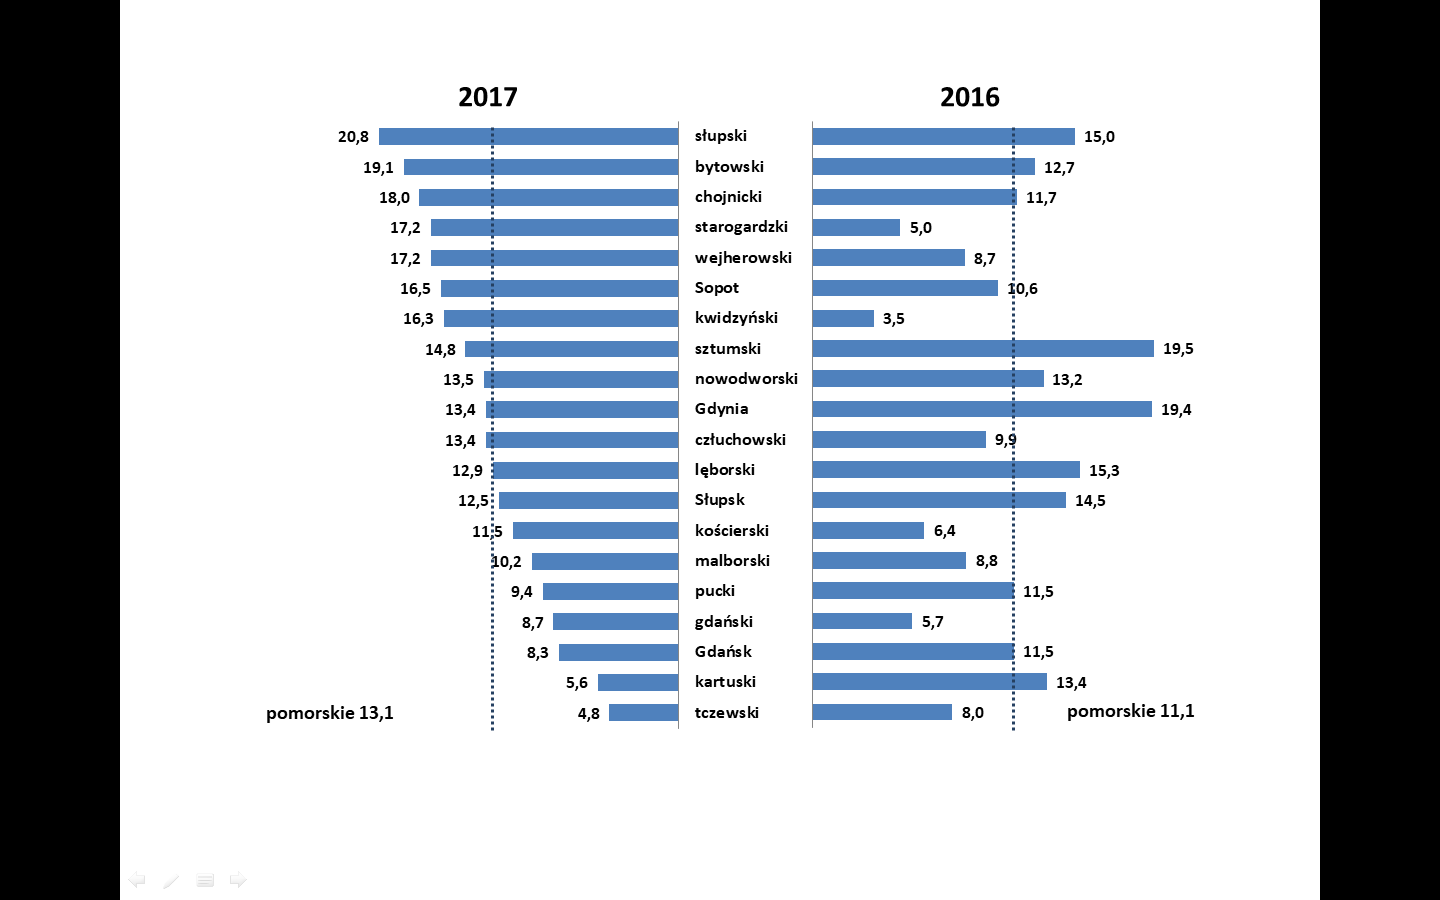 2017 2016
20,8 słupski 15,0
19,1 bytowski 12,7
18,0 chojnicki 11,7
17,2 starogardzki 5,0
17,2 wejherowski 8,7
16,5 Sopot 10,6
16,3 kwidzyński 3,5
14,8 sztumski 19,5
13,5 nowodworski 13,2
13,4 Gdynia 19,4
13,4 człuchowski 9,9
12,9 lęborski 15,3
12,5 Słupsk 14,5
11,5 kościerski 6,4
10,2 malborski 8,8
9,4 pucki 11,5
8,7 gdański 5,7
8,3 Gdańsk 11,5
5,6 kartuski 13,4
pomorskie 13,1 4,8 tczewski 8,0 pomorskie 11,1